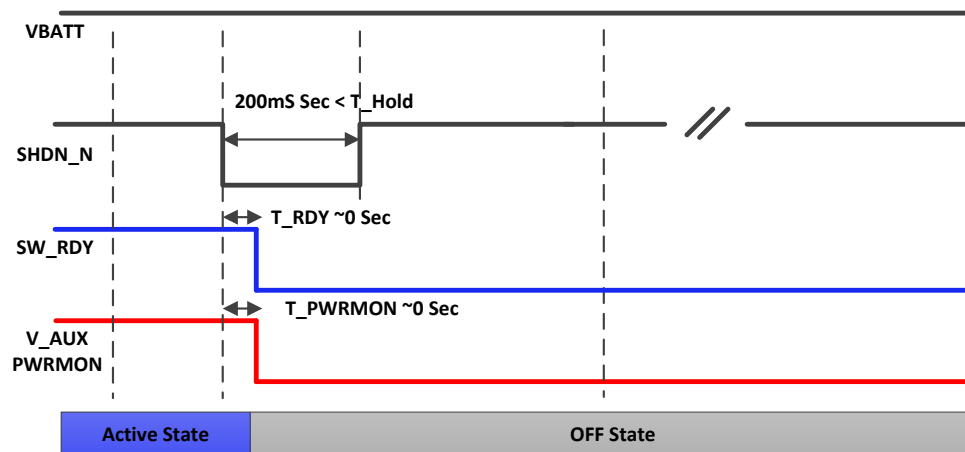 VBATT
200mS Sec < T_Hold
SHDN_N
T_RDY ~0 Sec
SW_RDY
T_PWRMON ~0 Sec
V_AUX
PWRMON
Active State
OFF State